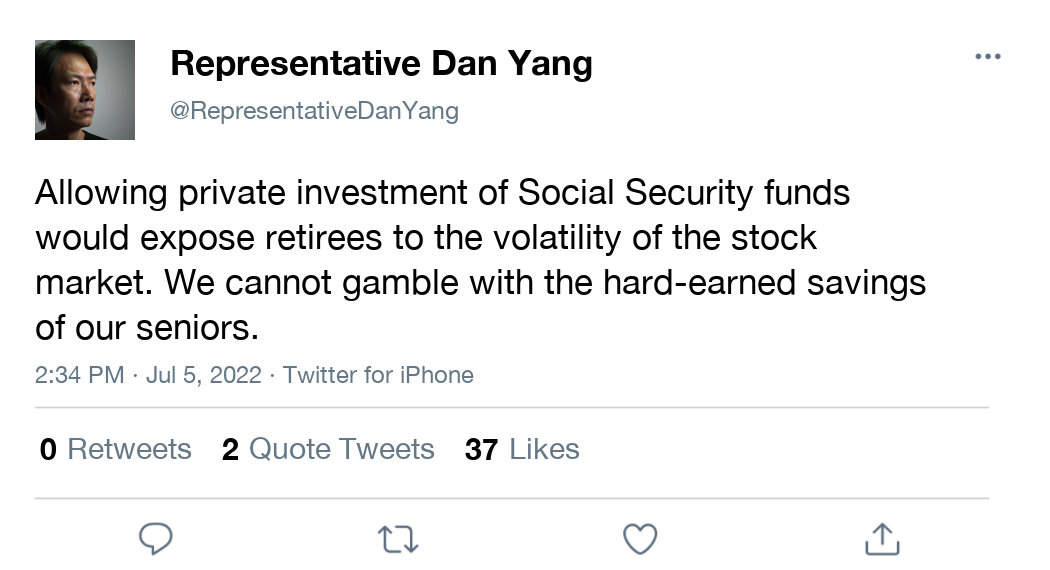 Representative Dan Yang
@RepresentativeDanYang
Allowing private investment of Social Security funds
would expose retirees to the volatility of the stock
market. We cannot gamble with the hard-earned savings
of our seniors.
2:34 PM · Jul 5, 2022 · Twitter for iPhone
0 Retweets 2 Quote Tweets 37 Likes